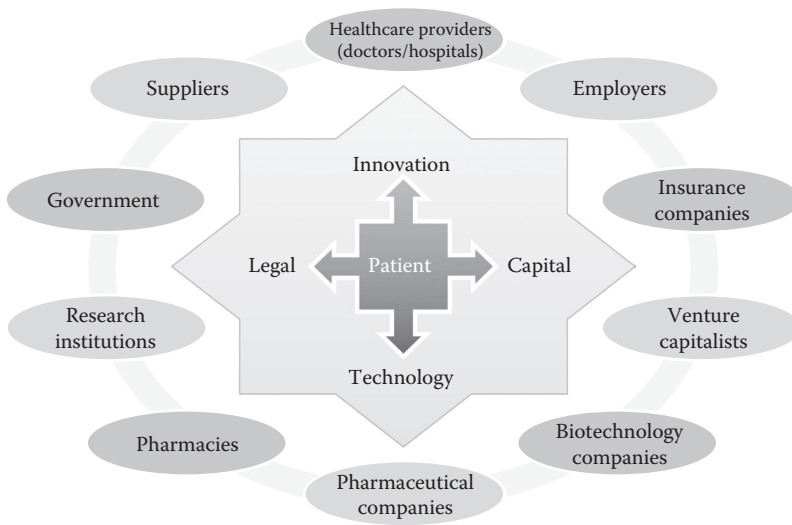 Healthcare providers
(doctors/hospitals)
Suppliers
Employers
Innovation
Government
Insurance
companies
Legal
Patient
Capital
Research
institutions
Venture
capitalists
Technology
Pharmacies
Biotechnology
companies
Pharmaceutical
companies